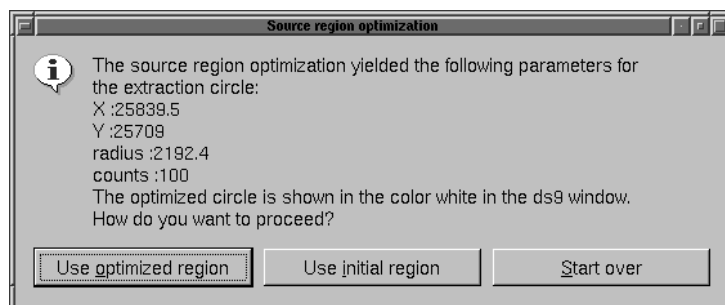 Source region optimization
The source region optimization yielded the following parameters for
the extraction circle:
X :25839.5
Y :25709
radius :2192.4
counts :100
The optimized circle is shown in the color white in the ds9 window.
How do you want to proceed?
Use optimized region
Use initial region
Start over